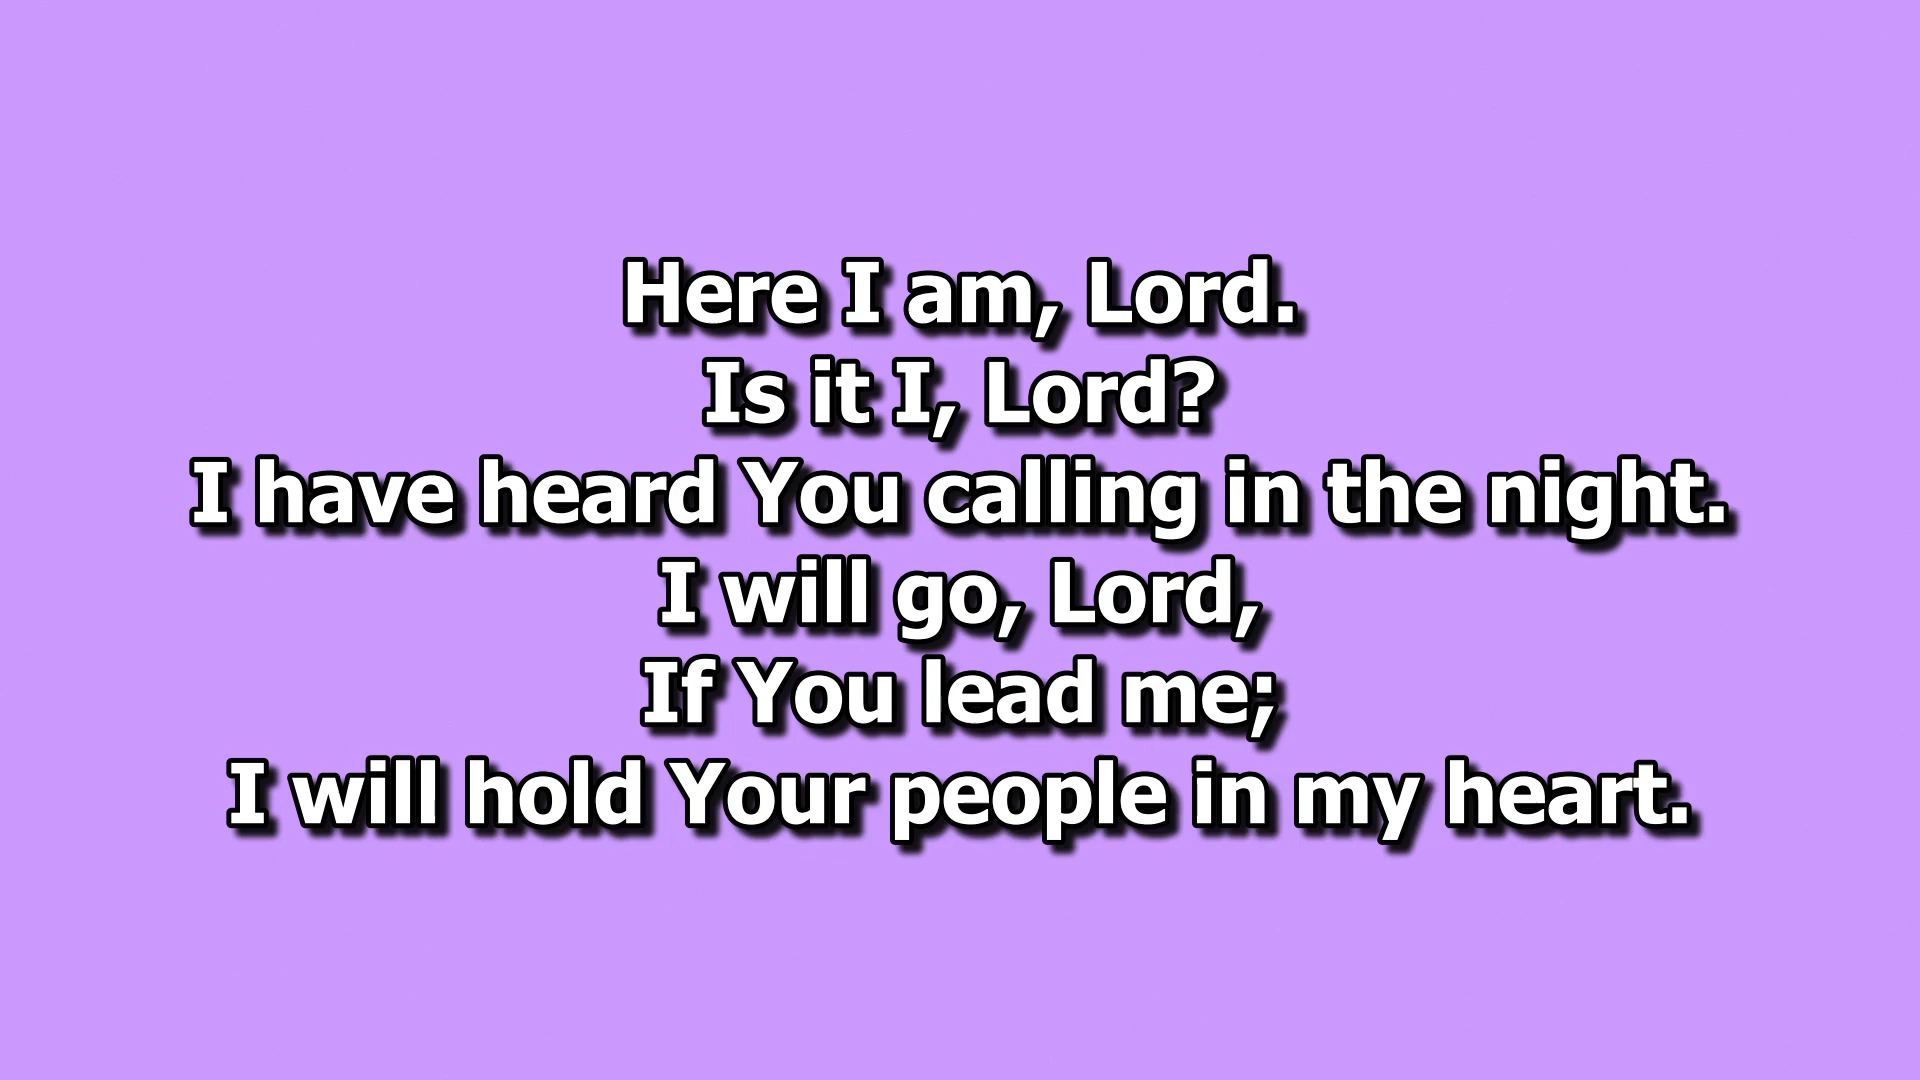 Here I am, Lord.
Is it I, Lord?
I have heard You calling in the night.
I will go, Lord,
If You lead me;
I will hold Your people in my heart.